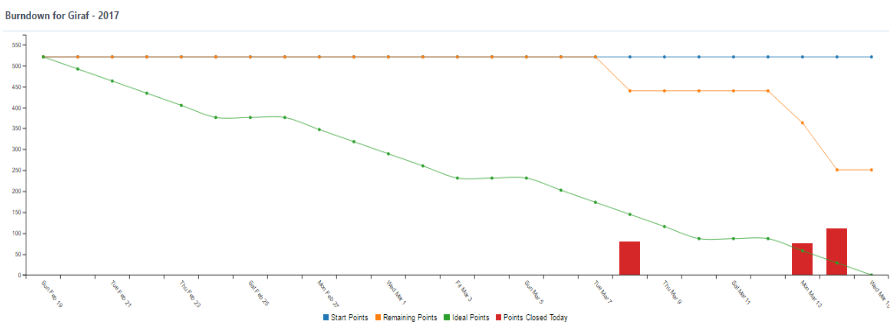 Burndown for Giraf - 2017
550
500
450
400
350
300
250
200
150
100
50
0
Sun Feb 19
Tue Feb 21
Thu Feb 23
Sat Feb 25
Mon Feb 27
Wed Mar 1
Fri Mar 3
Sun Mar 5
Tue Mar 7
Thu Mar 9
Sat Mar 11
Mon Mar 13
Wed Mar 15
Start Points Remaining Points Ideal Points Points Closed Today